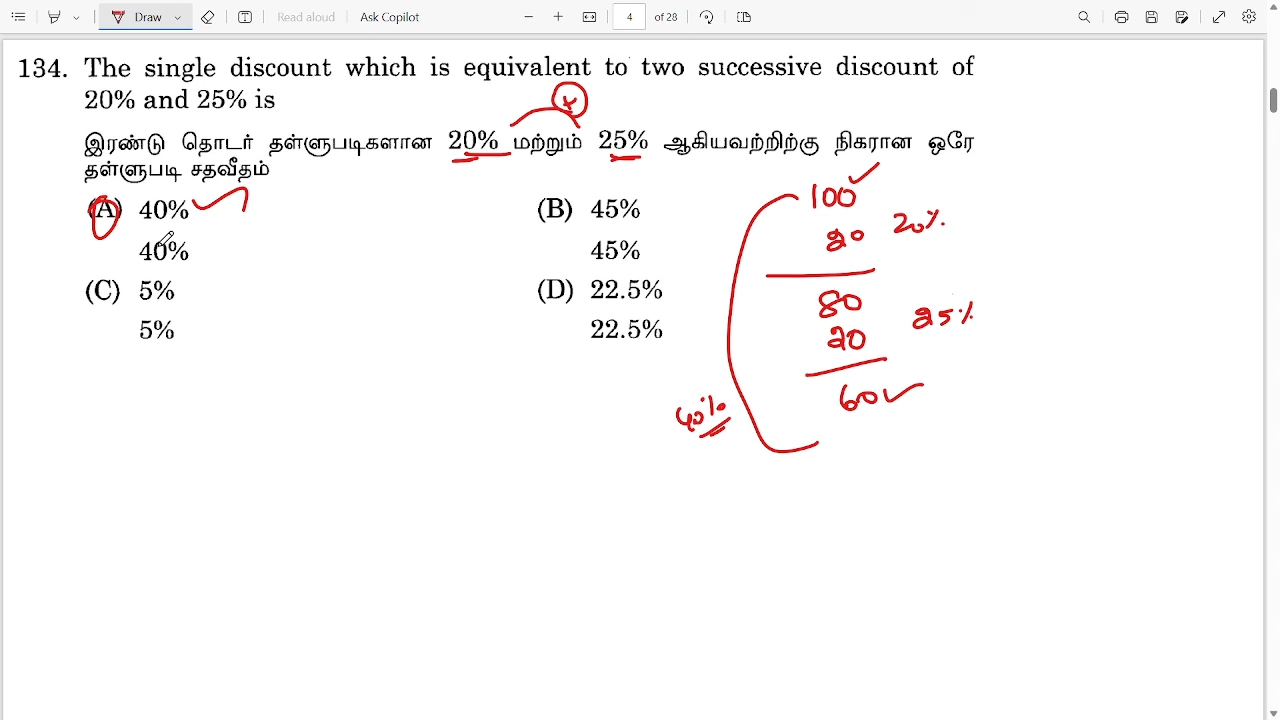 Draw
Read aloud
Ask Copilot
4
of 28
134. The single discount which is equivalent to two successive discount of
20% and 25% is
இரண்டு தொடர் தள்ளுபடிகளான 20% மற்றும் 25% ஆகியவற்றிற்கு நிகரான ஒரே
தள்ளுபடி சதவீதம்
(A) 40%
40%
(B) 45%
45%
(C) 5%
5%
(D) 22.5%
22.5%
100
20 20%
80
20 25%
60
40%